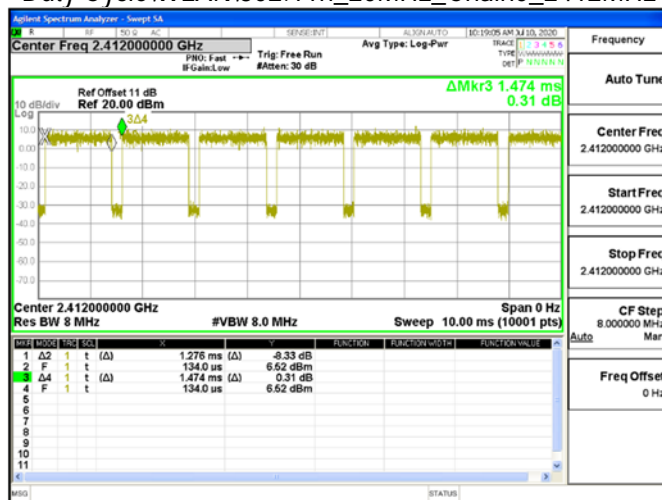 Agilent Spectrum Analyzer - Swept SA
R RF 50 Ω AC SENSE:INT ALIGN AUTO 10:19:05 AM Jul 10, 2020
Center Freq 2.412000000 GHz
PNO: Fast
IFGain:Low
Trig: Free Run
#Atten: 30 dB
Avg Type: Log-Pwr
TRACE 1 2 3 4 5 6
TYPE
DET P N N N N N
Ref Offset 11 dB
Ref 20.00 dBm
10 dB/div
Log
ΔMkr3 1.474 ms
0.31 dB
10.0
0.00
-10.0
-20.0
-30.0
-40.0
-50.0
-60.0
-70.0
3Δ4
Center 2.412000000 GHz
Span 0 Hz
Res BW 8 MHz
#VBW 8.0 MHz
Sweep 10.00 ms (10001 pts)
MKR MODE TRC SCL X Y FUNCTION FUNCTION WIDTH FUNCTION VALUE
1 Δ2 1 t (Δ) 1.276 ms (Δ) -8.33 dB
2 F 1 t 134.0 µs 6.62 dBm
3 Δ4 1 t (Δ) 1.474 ms (Δ) 0.31 dB
4 F 1 t 134.0 µs 6.62 dBm
5
6
7
8
9
10
11
MSG
STATUS
Frequency
Auto Tune
Center Freq
2.412000000 GHz
Start Freq
2.412000000 GHz
Stop Freq
2.412000000 GHz
CF Step
8.000000 MHz
Auto Man
Freq Offset
0 Hz